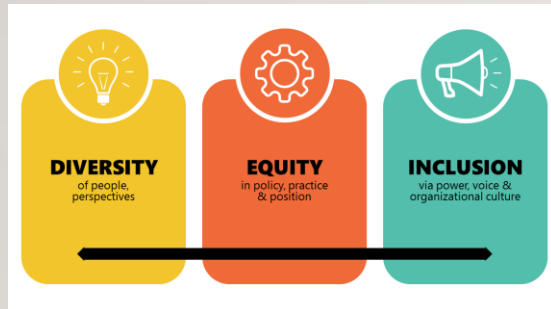 DIVERSITY
of people,
perspectives
EQUITY
in policy, practice
& position
INCLUSION
via power, voice &
organizational culture